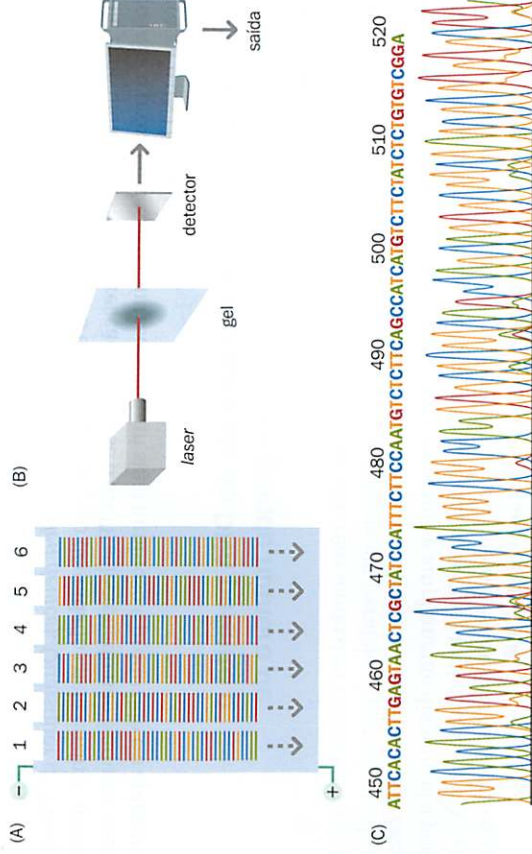 (A)
1 2 3 4 5 6
−
+
(B)
laser
gel
detector
saída
(C)
450 460 470 480 490 500 510 520
ATTCACACTTGAGTAACTCGCTATCCATTTCTTCCAATGTCTCTTCAGCCATCATGTCTTCTATCTCTGTGTCGGA